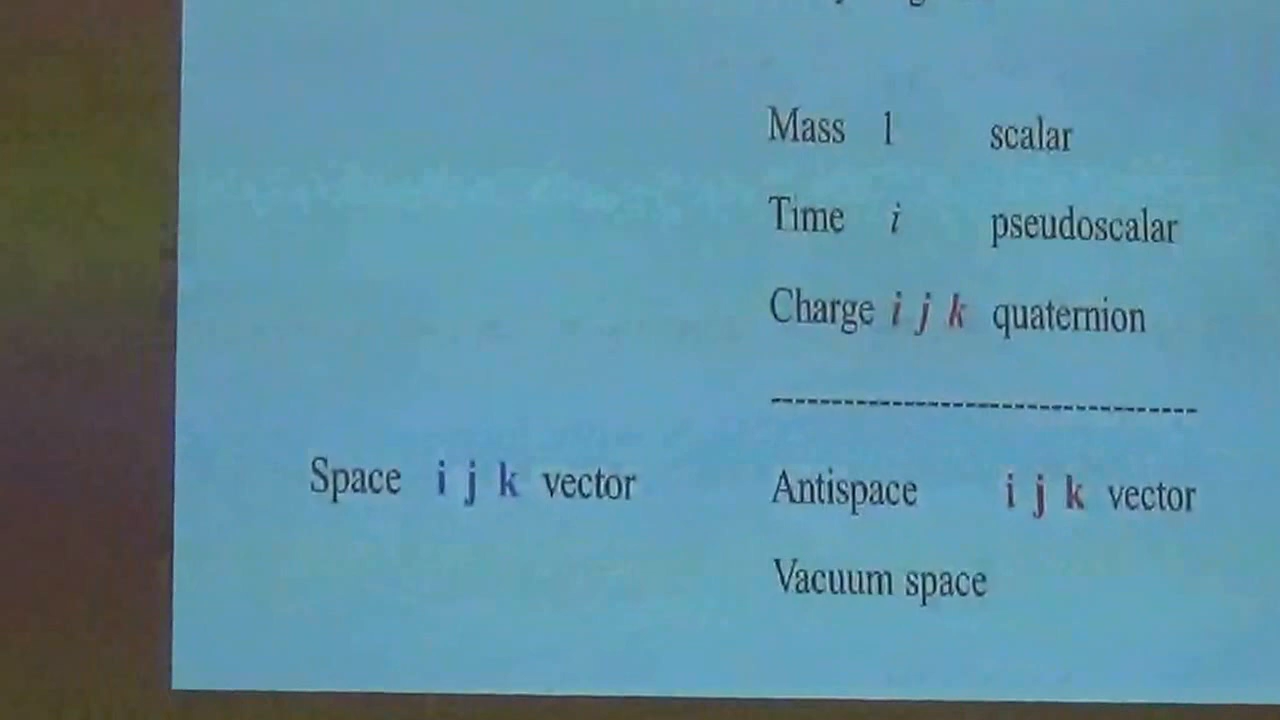 Mass 1 scalar
Time i pseudoscalar
Charge i j k quaternion
---------------------------------
Space i j k vector Antispace i j k vector
Vacuum space